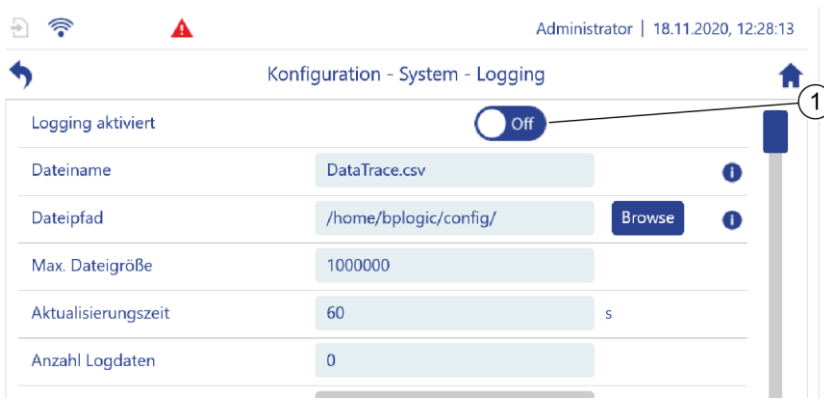 Administrator | 18.11.2020, 12:28:13
Konfiguration - System - Logging
1
Logging aktiviert Off
Dateiname DataTrace.csv
Dateipfad /home/bplogic/config/ Browse
Max. Dateigröße 1000000
Aktualisierungszeit 60 s
Anzahl Logdaten 0